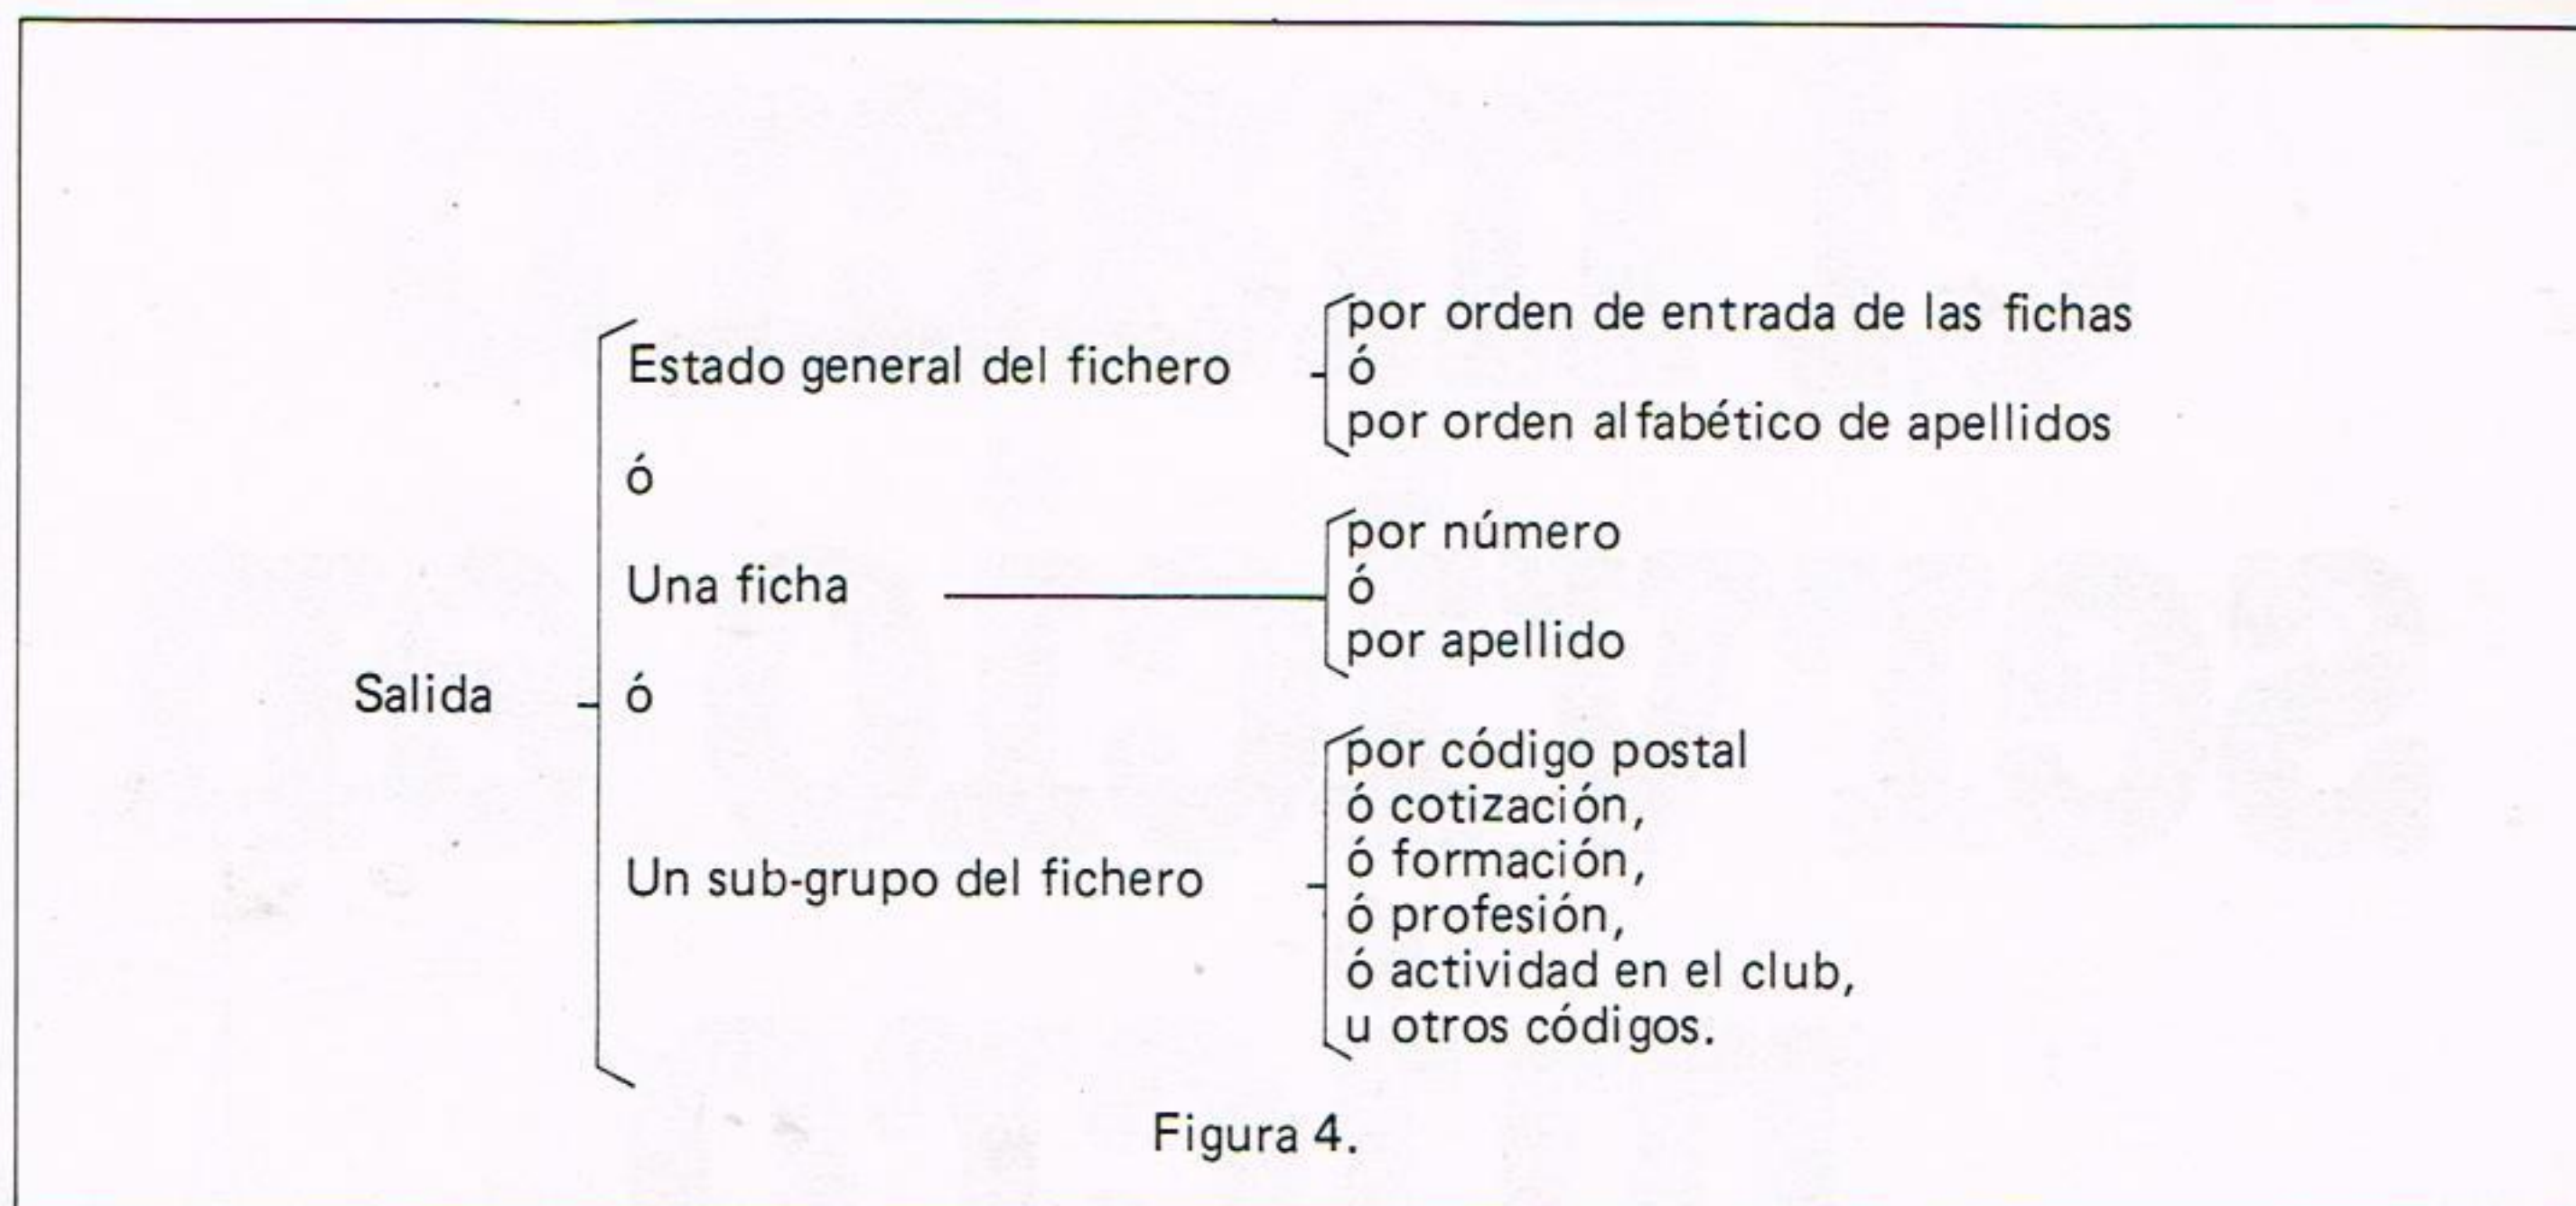 Salida
Estado general del fichero
ó
Una ficha
ó
Un sub-grupo del fichero
por orden de entrada de las fichas
ó
por orden alfabético de apellidos
por número
ó
por apellido
por código postal
ó cotización,
ó formación,
ó profesión,
ó actividad en el club,
u otros códigos.
Figura 4.